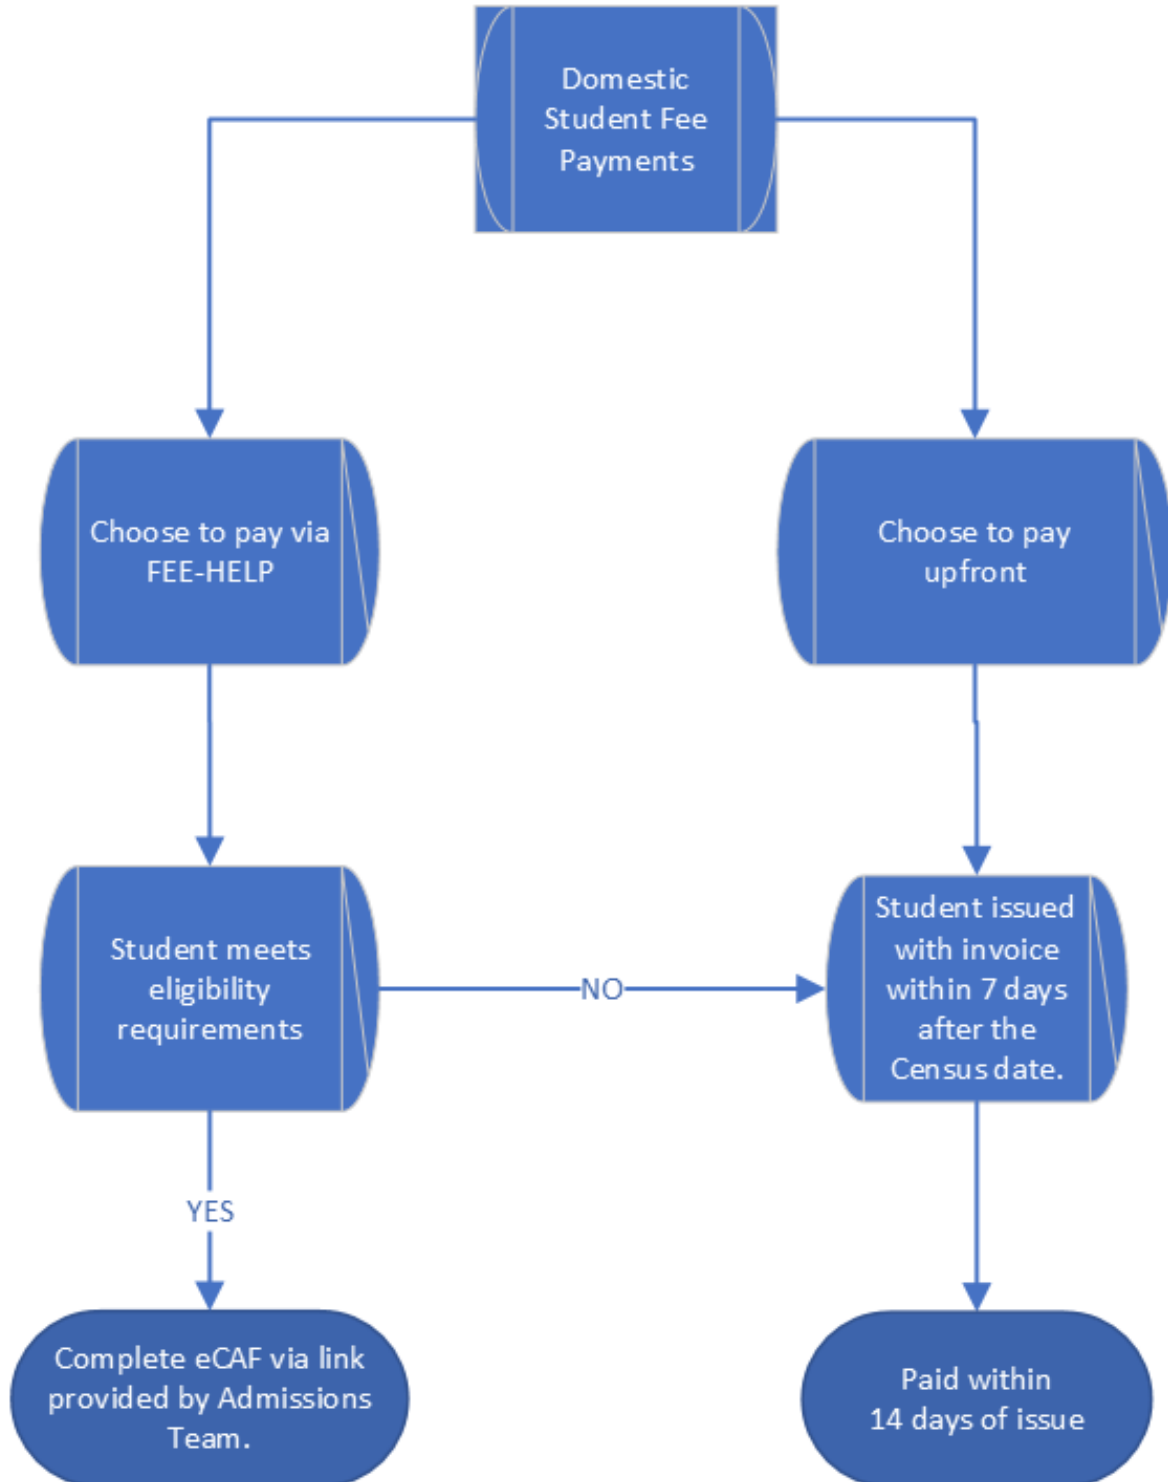 Domestic
Student Fee
Payments
Choose to pay via
FEE-HELP
Choose to pay
upfront
Student meets
eligibility
requirements
NO
Student issued
with invoice
within 7 days
after the
Census date.
YES
Complete eCAF via link
provided by Admissions
Team.
Paid within
14 days of issue